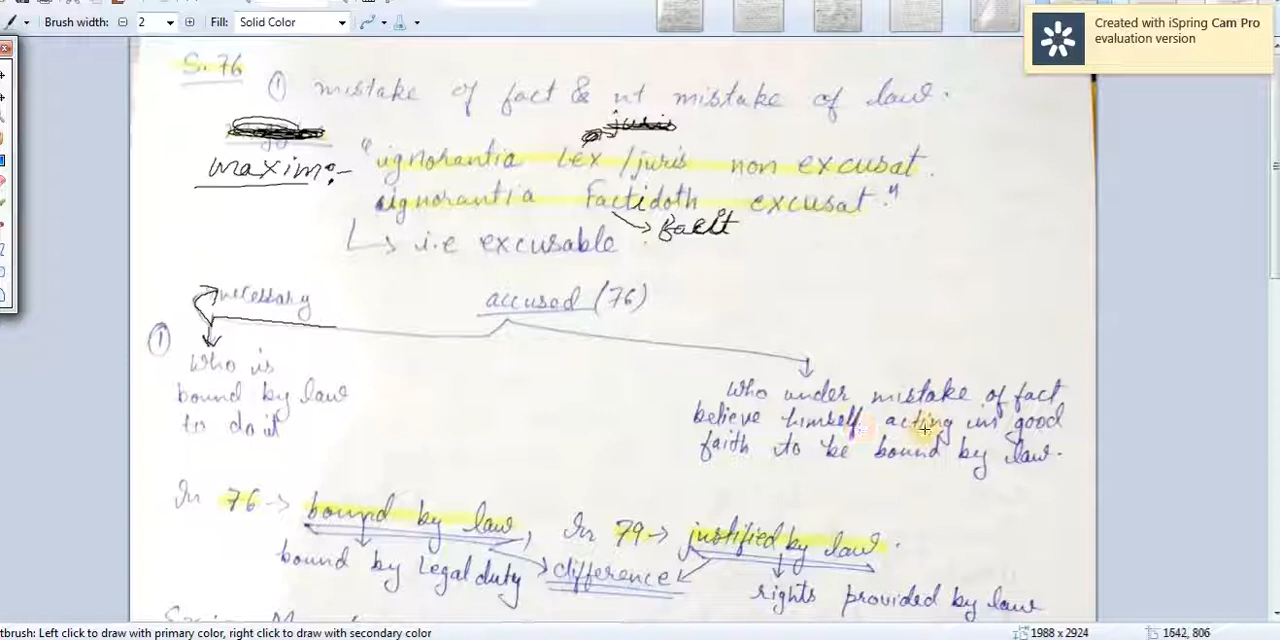 Brush width: 2 Fill: Solid Color
Created with iSpring Cam Pro
evaluation version
S. 76
① mistake of fact & nt mistake of law.
juris
maxim:- "ignorantia Lex /juris non excusat.
ignorantia Factidoth excusat."
facit
↳ i.e excusable
necessary
accused (76)
①
Who is
bound by law
to do it
Who under mistake of fact
believe himself acting in good
faith to be bound by law.
In 76 → bound by law, In 79 → justified by law.
bound by Legal duty
difference
rights provided by law
tbrush: Left click to draw with primary color, right click to draw with secondary color
1988 x 2924
1642, 806